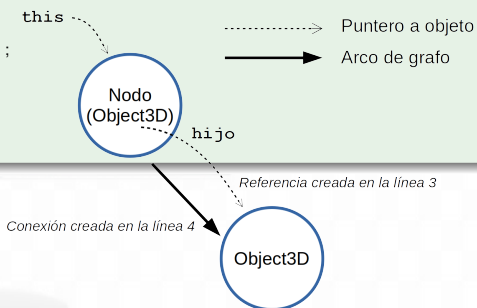 this
Puntero a objeto
;
Arco de grafo
Nodo
(Object3D)
hijo
Referencia creada en la línea 3
Conexión creada en la línea 4
Object3D